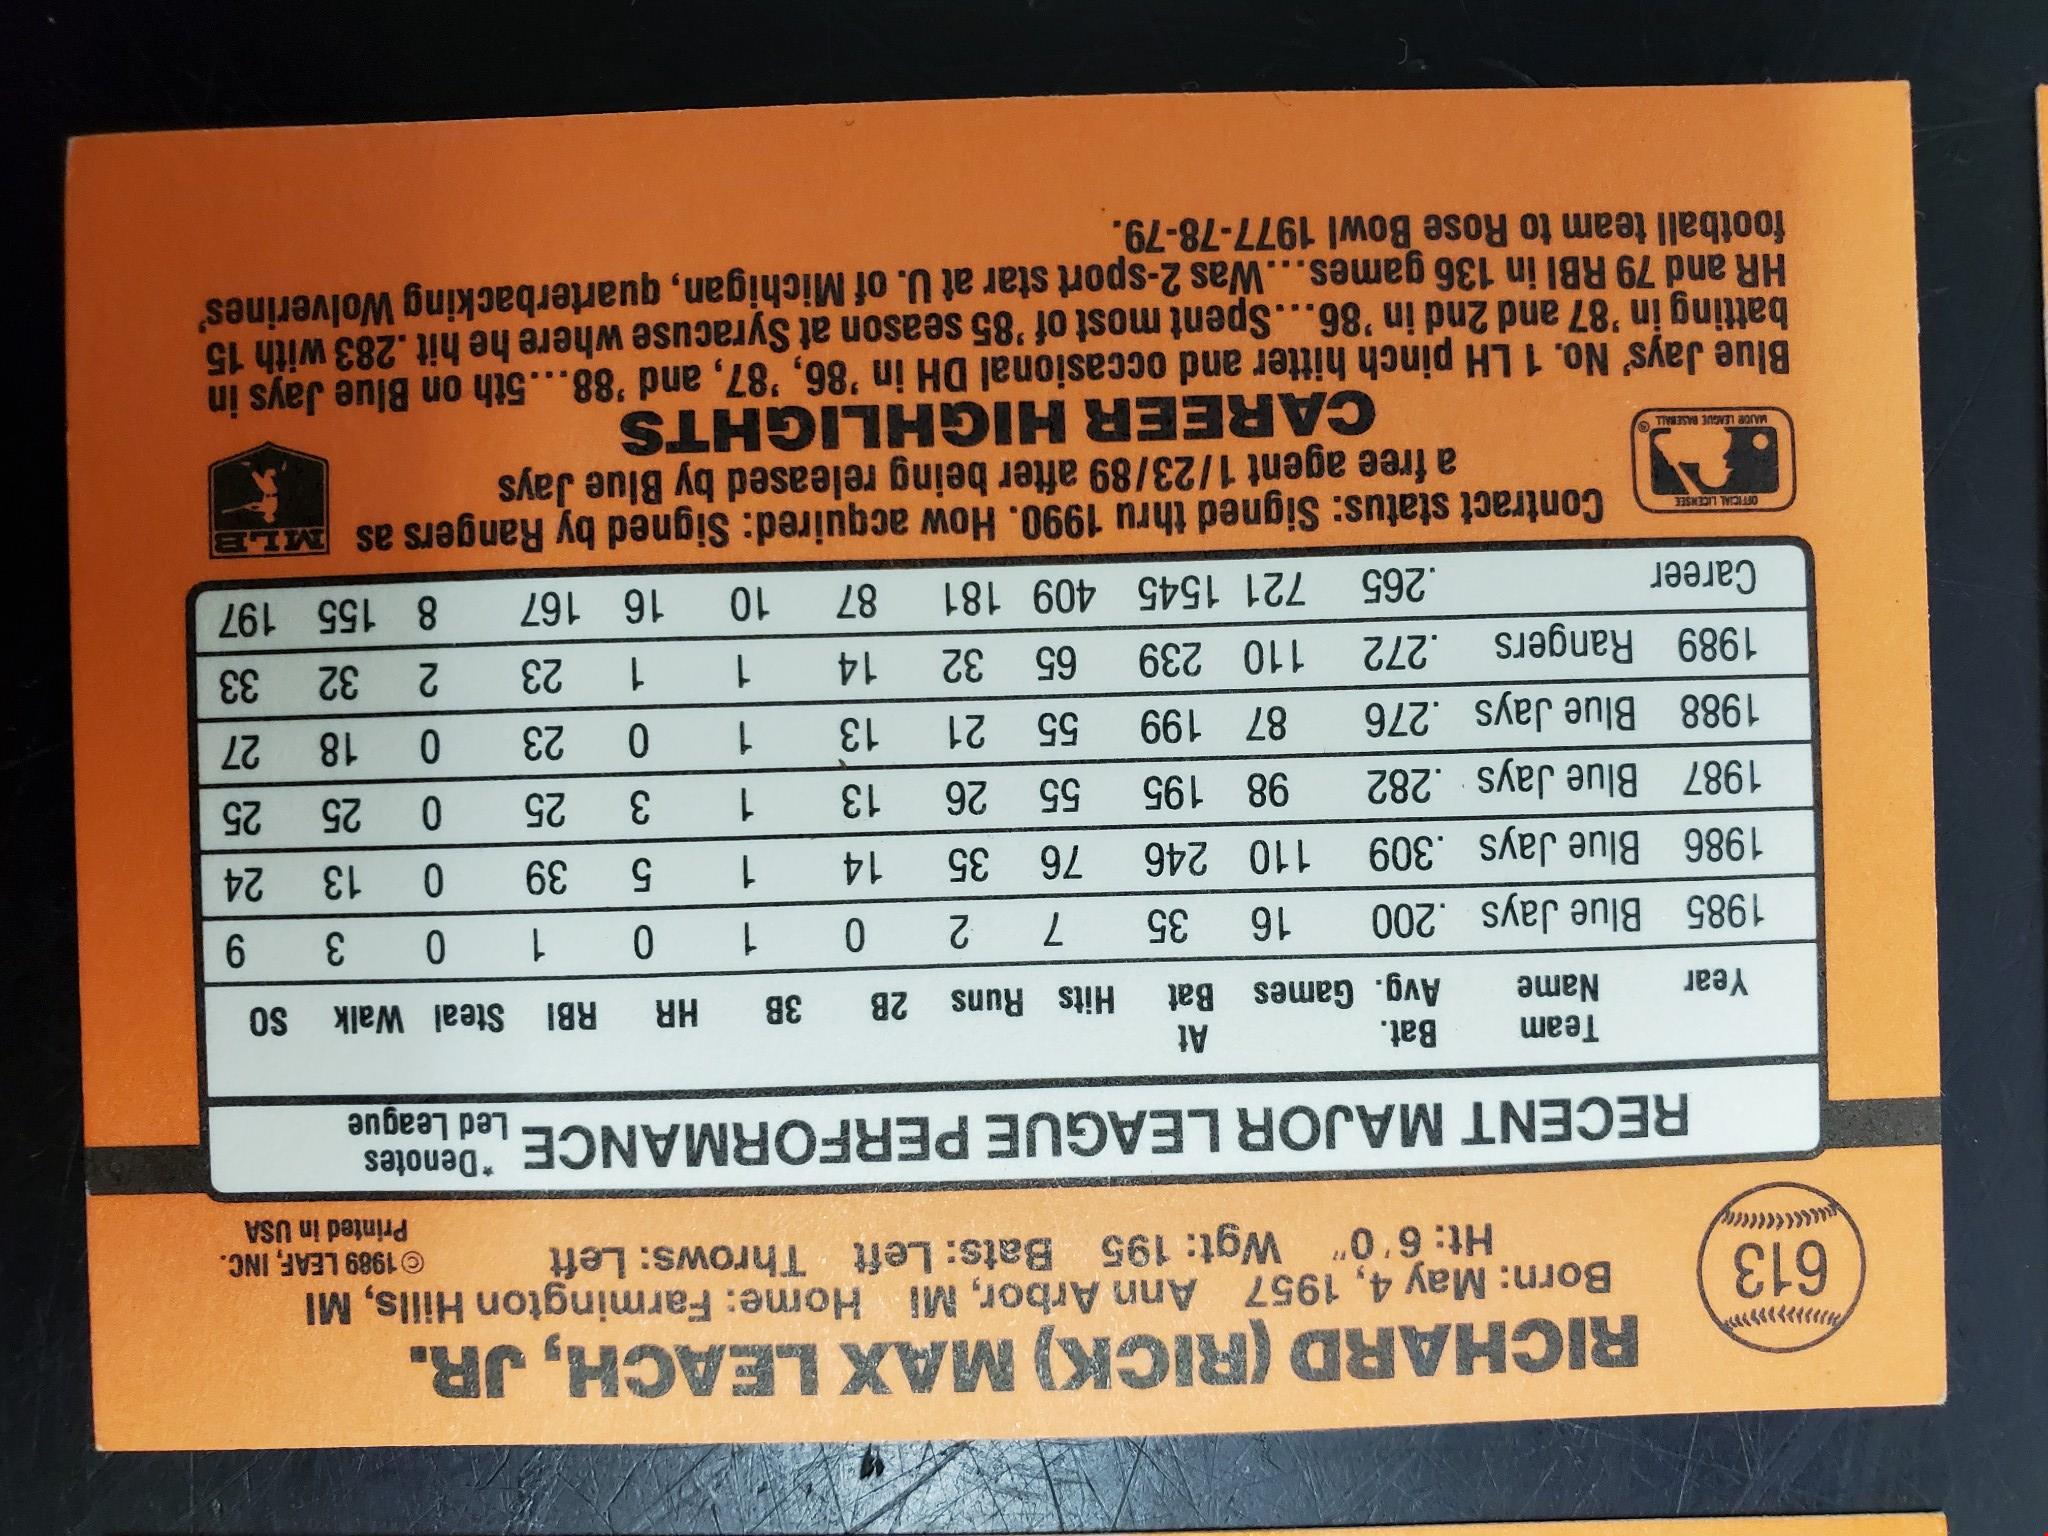 RICHARD (RICK) MAX LEACH, JR.
613
Born: May 4, 1957 Ann Arbor, MI Home: Farmington Hills, MI
Ht: 6'0" Wgt: 195 Bats: Left Throws: Left
©1989 LEAF, INC.
Printed in USA
RECENT MAJOR LEAGUE PERFORMANCE *Denotes Led League
Year Team Name Bat. Avg. Games At Bat Hits Runs 2B 3B HR RBI Steal Walk SO
1985 Blue Jays .200 16 35 7 2 0 1 0 1 0 3 9
1986 Blue Jays .309 110 246 76 35 14 1 5 39 0 13 24
1987 Blue Jays .282 98 195 55 26 13 1 3 25 0 25 25
1988 Blue Jays .276 87 199 55 21 13 1 0 23 0 18 27
1989 Rangers .272 110 239 65 32 14 1 1 23 2 32 33
Career .265 721 1545 409 181 87 10 16 167 8 155 197
OFFICIAL LICENSEE
MAJOR LEAGUE BASEBALL ®
Contract status: Signed thru 1990. How acquired: Signed by Rangers as
a free agent 1/23/89 after being released by Blue Jays
MLB
CAREER HIGHLIGHTS
Blue Jays' No. 1 LH pinch hitter and occasional DH in '86, '87, and '88...5th on Blue Jays in
batting in '87 and 2nd in '86...Spent most of '85 season at Syracuse where he hit .283 with 15
HR and 79 RBI in 136 games...Was 2-sport star at U. of Michigan, quarterbacking Wolverines'
football team to Rose Bowl 1977-78-79.